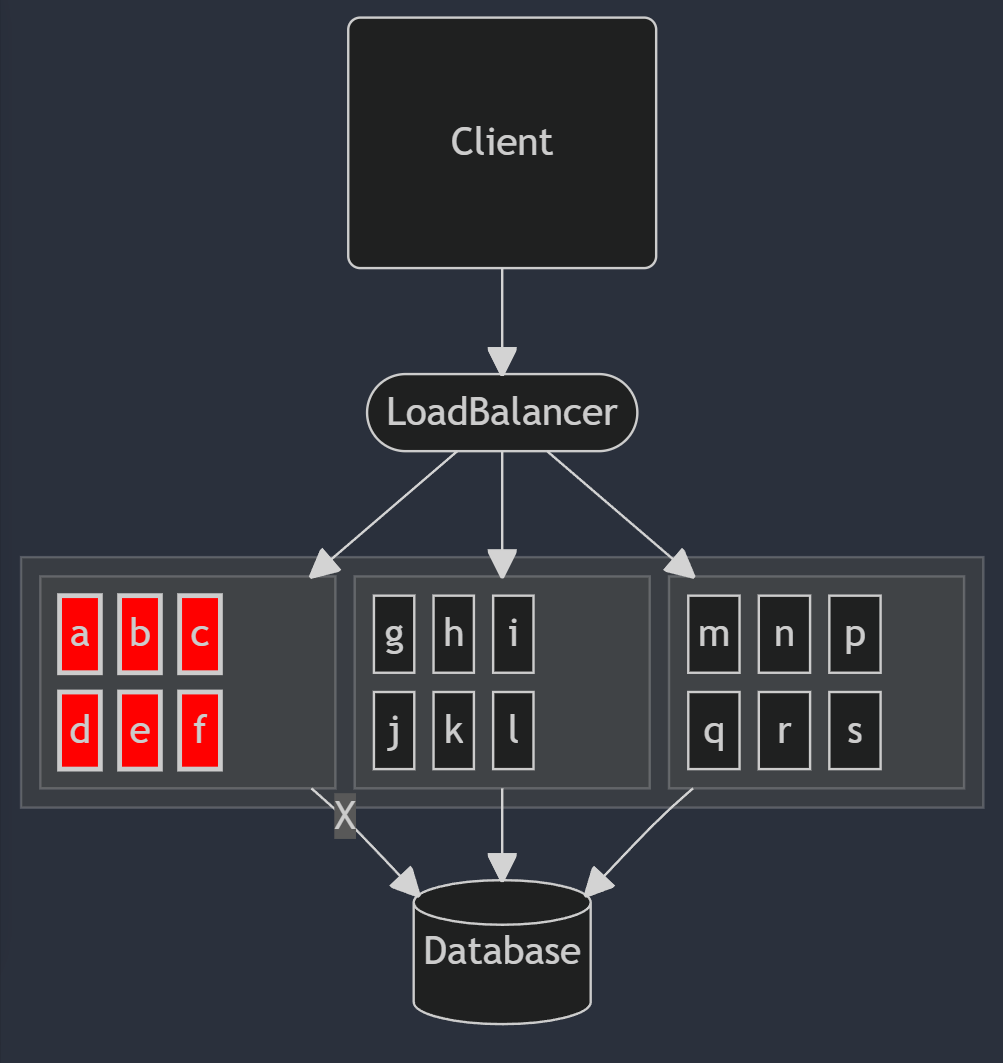 Client
LoadBalancer
a b c g h i m n p
d e f j k l q r s
X
Database